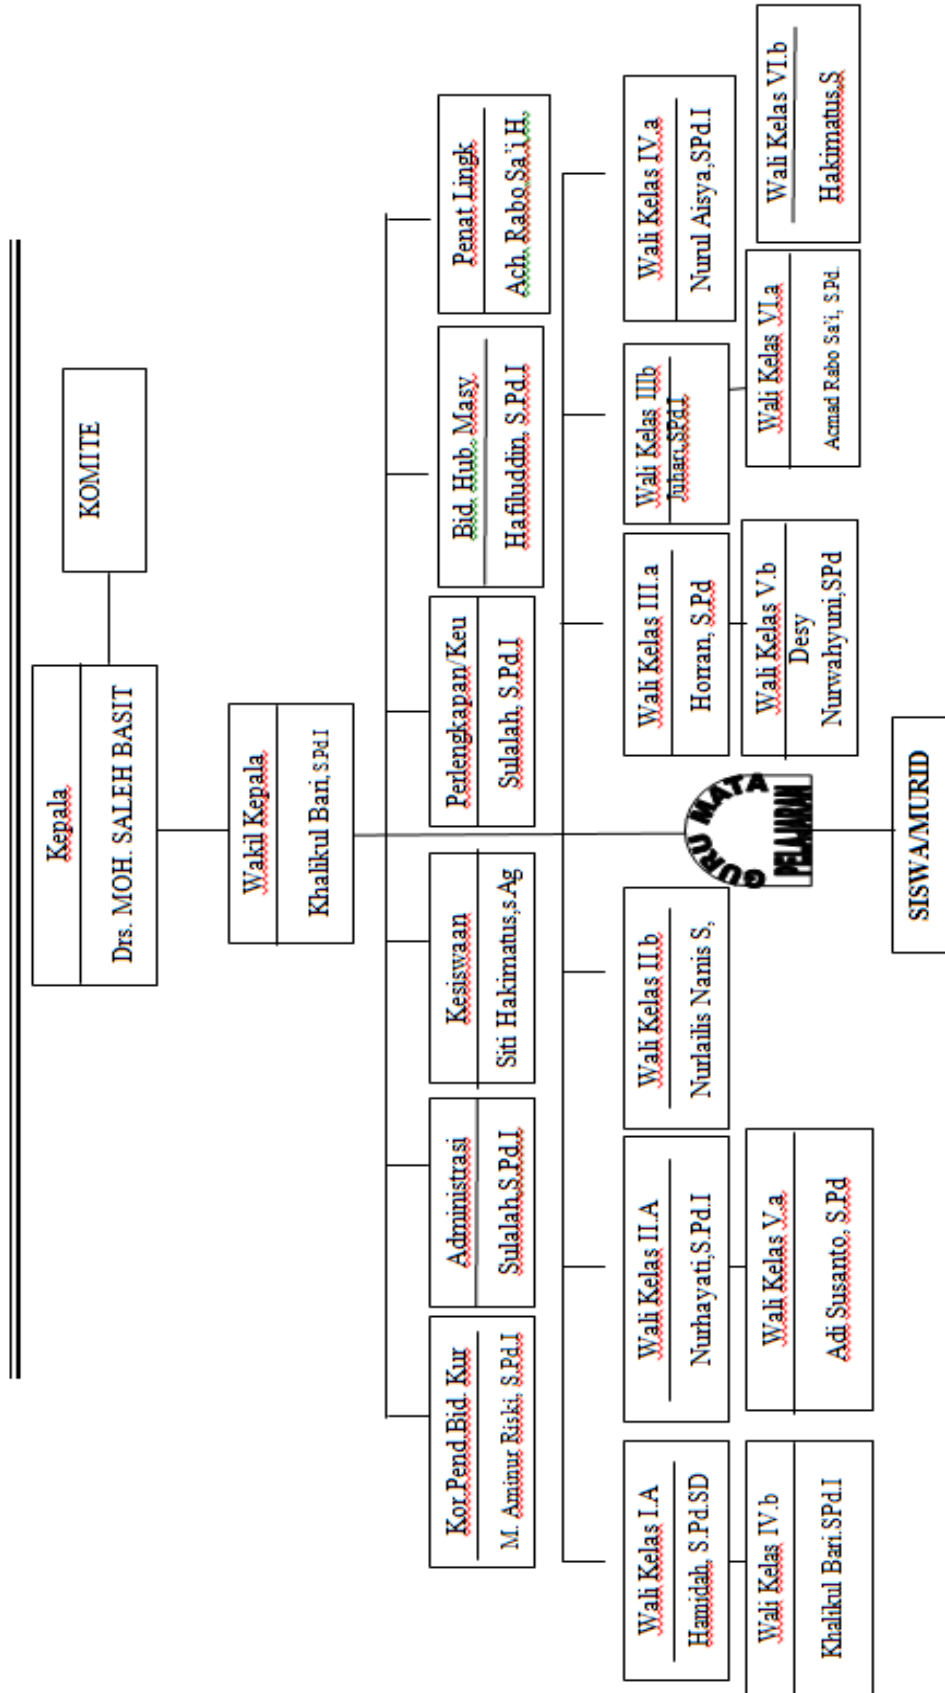 Kepala
Drs. MOH. SALEH BASIT
KOMITE
Wakil Kepala
Khalikul Bari, S.Pd.I
Kor.Pend.Bid. Kur
M. Aminur Riski, S.Pd.I
Administrasi
Sulalah,S.Pd.I
Kesiswaan
Siti Hakimatus,s.Ag
Perlengkapan/Keu
Sulalah, S.Pd.I
Bid. Hub. Masy
Hafiluddin, S.Pd.I
Penat Lingk
Ach. Rabo Sa'i,H,
Wali Kelas I.A
Hamidah, S.Pd.SD
Wali Kelas II.A
Nurhayati,S.Pd.I
Wali Kelas II.b
Nurlailis Nanis S,
GURU MATA
PELAJARAN
Wali Kelas III.a
Horran, S.Pd
Wali Kelas IIIb
Juhari,SPd.I
Wali Kelas IV.a
Nurul Aisya,SPd.I
Wali Kelas IV.b
Khalikul Bari.SPd.I
Wali Kelas V.a
Adi Susanto, S.Pd
Wali Kelas V.b
Desy
Nurwahyuni,SPd
Wali Kelas VI.a
Acmad Rabo Sa'i, S.Pd.
Wali Kelas VI.b
Hakimatus.S
SISWA/MURID